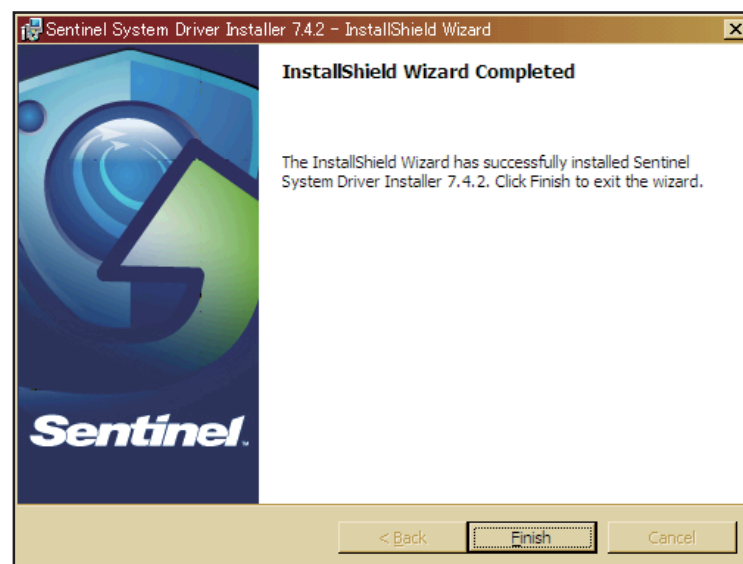 Sentinel System Driver Installer 7.4.2 - InstallShield Wizard
InstallShield Wizard Completed
The InstallShield Wizard has successfully installed Sentinel
System Driver Installer 7.4.2. Click Finish to exit the wizard.
Sentinel™
< Back Finish Cancel